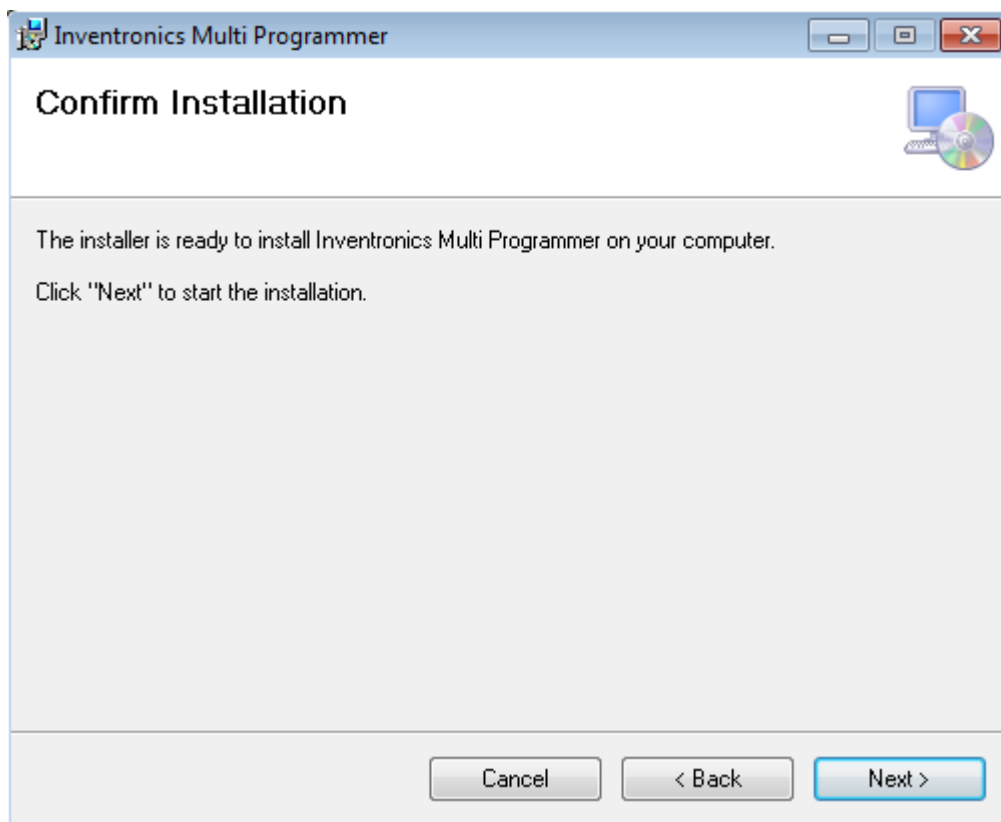 Inventronics Multi Programmer
Confirm Installation
The installer is ready to install Inventronics Multi Programmer on your computer.
Click "Next" to start the installation.
Cancel
< Back
Next >